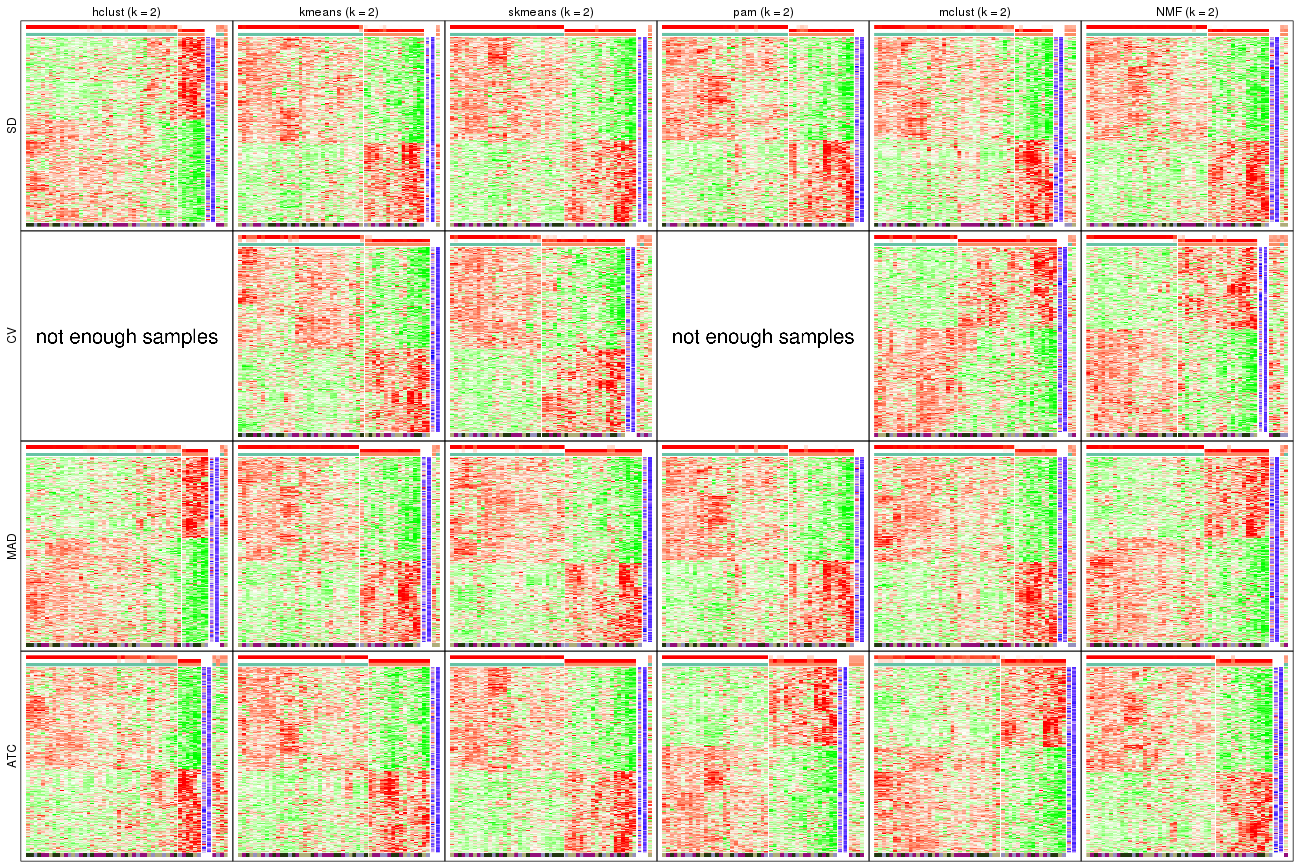 hclust (k = 2) kmeans (k = 2) skmeans (k = 2) pam (k = 2) mclust (k = 2) NMF (k = 2)
SD
CV
not enough samples not enough samples
MAD
ATC